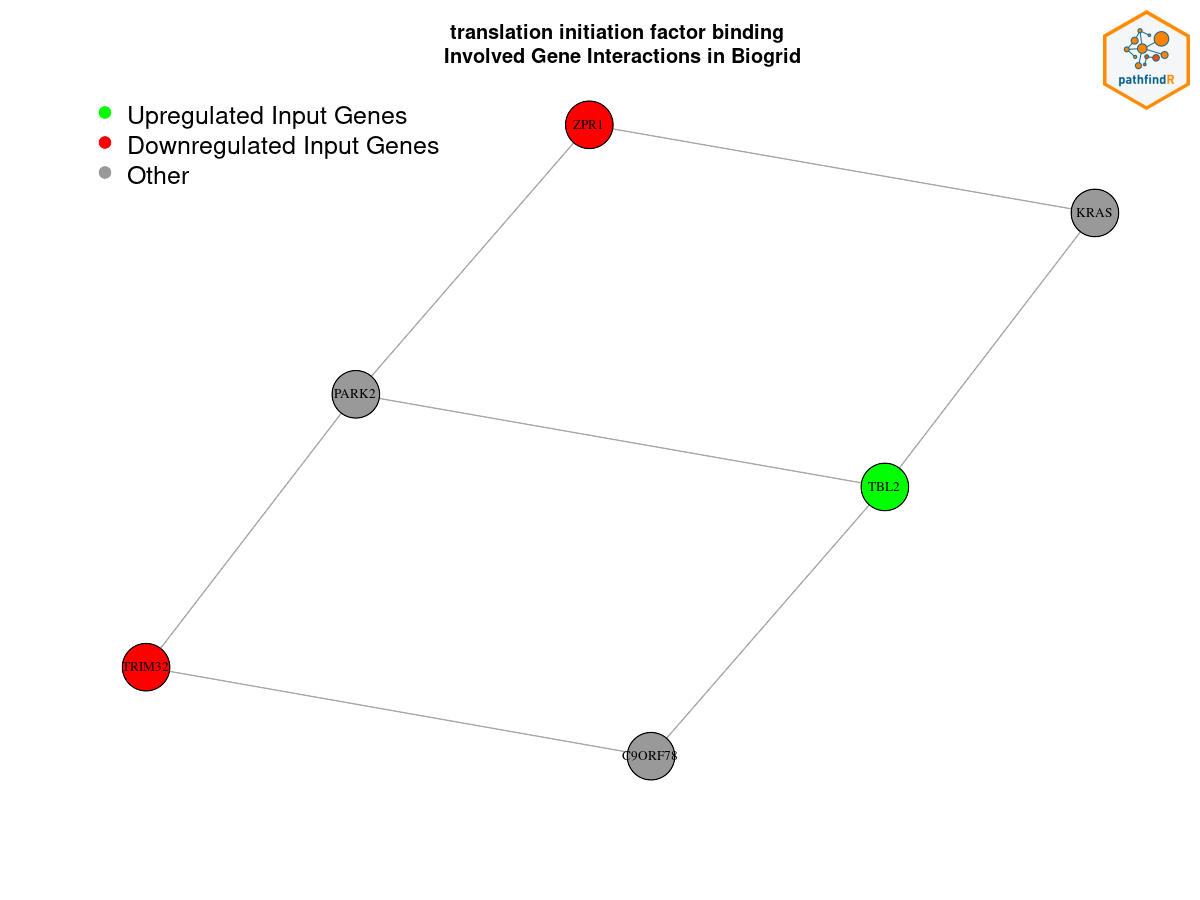 translation initiation factor binding
Involved Gene Interactions in Biogrid
pathfindR
Upregulated Input Genes
Downregulated Input Genes
Other
ZPR1
KRAS
PARK2
TBL2
TRIM32
C9ORF78